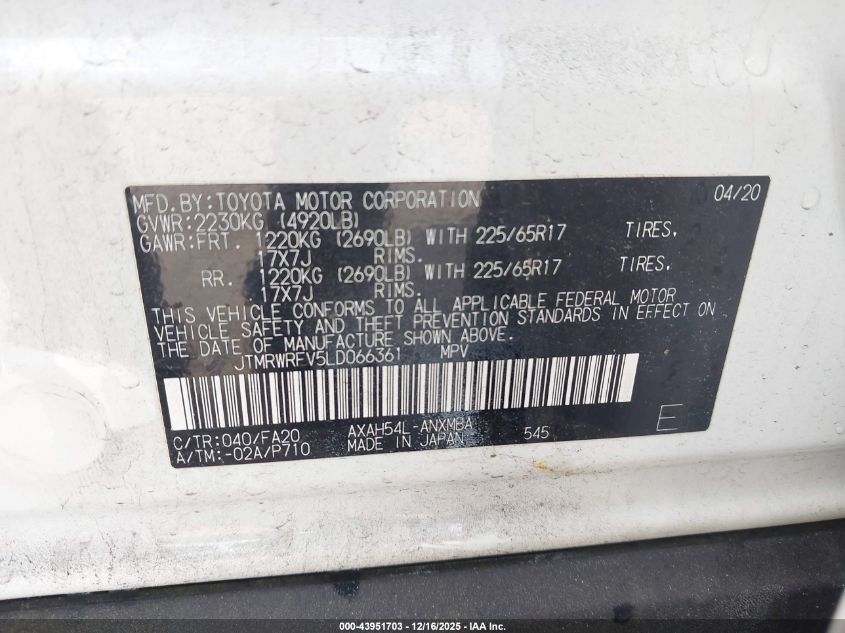 MFD.BY:TOYOTA MOTOR CORPORATION 04/20
GVWR:2230KG (4920LB)
GAWR:FRT. 1220KG (2690LB) WITH 225/65R17 TIRES,
17X7J RIMS.
RR. 1220KG (2690LB) WITH 225/65R17 TIRES,
17X7J RIMS.
THIS VEHICLE CONFORMS TO ALL APPLICABLE FEDERAL MOTOR
VEHICLE SAFETY AND THEFT PREVENTION STANDARDS IN EFFECT ON
THE DATE OF MANUFACTURE SHOWN ABOVE.
JTMRWRFV5LD066361 MPV
C/TR:040/FA20 AXAH54L-ANXMBA 545 E
A/TM:-02A/P710 MADE IN JAPAN
000-43951703 - 12/16/2025 - IAA, Inc.